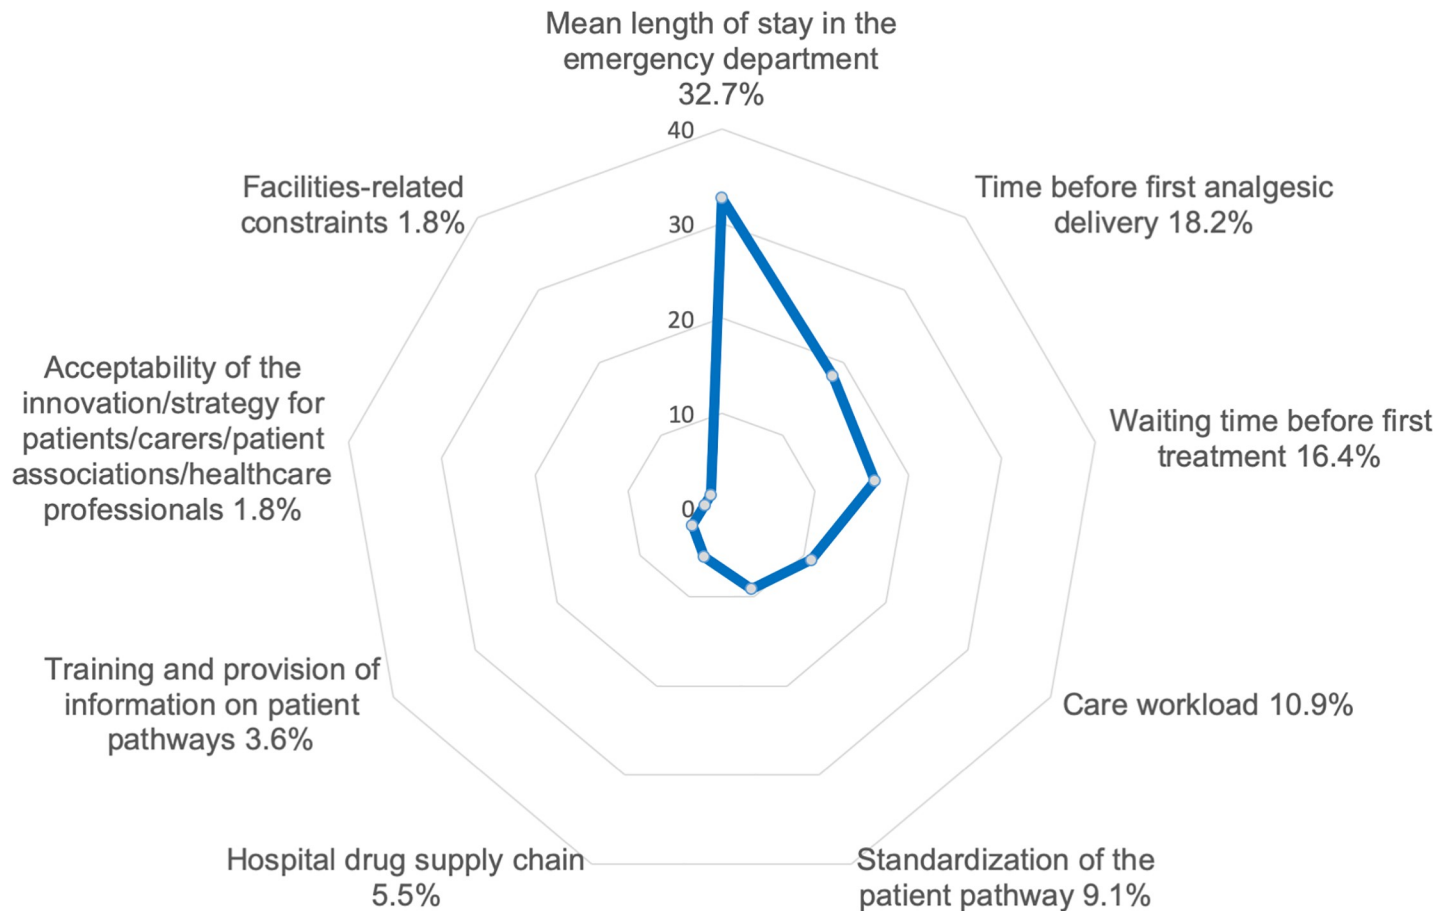 Mean length of stay in the
emergency department
32.7%
40
30
20
10
0
Time before first analgesic
delivery 18.2%
Waiting time before first
treatment 16.4%
Care workload 10.9%
Standardization of the
patient pathway 9.1%
Hospital drug supply chain
5.5%
Training and provision of
information on patient
pathways 3.6%
Acceptability of the
innovation/strategy for
patients/carers/patient
associations/healthcare
professionals 1.8%
Facilities-related
constraints 1.8%